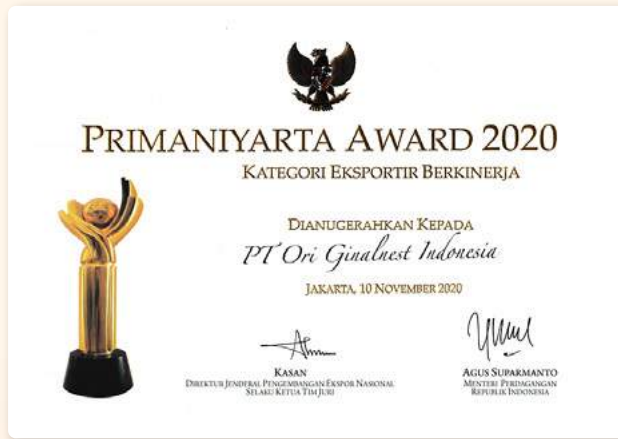 PRIMANIYARTA AWARD 2020
KATEGORI EKSPORTIR BERKINERJA
DIANUGERAHKAN KEPADA
PT Ori Ginalnest Indonesia
JAKARTA, 10 NOVEMBER 2020
KASAN
DIREKTUR JENDERAL PENGEMBANGAN EKSPOR NASIONAL
SELAKU KETUA TIM JURI
AGUS SUPARMANTO
MENTERI PERDAGANGAN
REPUBLIK INDONESIA